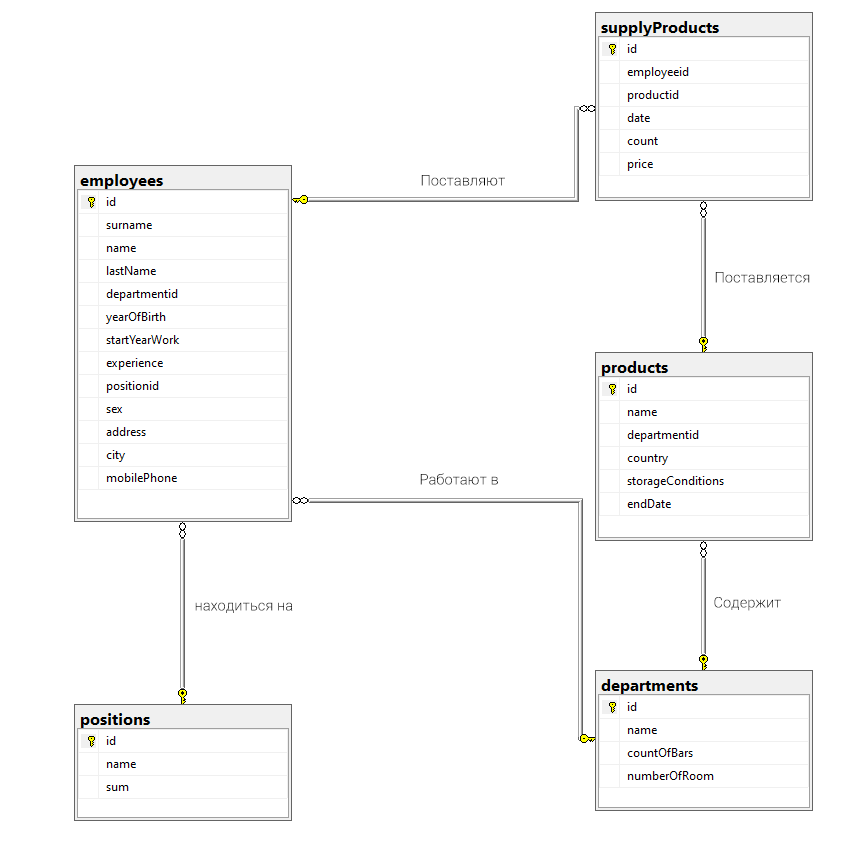 supplyProducts
id
employeeid
productid
date
count
price
Поставляют
employees
id
surname
name
lastName
departmentid
yearOfBirth
startYearWork
experience
positionid
sex
address
city
mobilePhone
Поставляется
products
id
name
departmentid
country
storageConditions
endDate
Работают в
находиться на
Содержит
positions
id
name
sum
departments
id
name
countOfBars
numberOfRoom